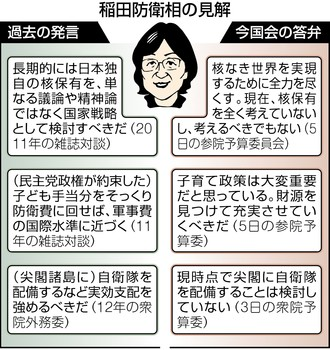 稲田防衛相の見解
過去の発言
長期的には日本独
自の核保有を、単
なる議論や精神論
ではなく国家戦略
として検討すべきだ(20
11年の雑誌対談)
(民主党政権が約束した)
子ども手当分をそっくり
防衛費に回せば、軍事費
の国際水準に近づく(11
年の雑誌対談)
(尖閣諸島に)自衛隊を
配備するなど実効支配を
強めるべきだ(12年の衆
院外務委)
今国会の答弁
核なき世界を実現
するために全力を尽
くす。現在、核保有
を全く考えていない
し、考えるべきでもない(5
日の参院予算委員会)
子育て政策は大変重要
だと思っている。財源を
見つけて充実させてい
くべきだ(5日の参院予
算委)
現時点で尖閣に自衛隊
を配備することは検討し
ていない(3日の衆院予
算委)